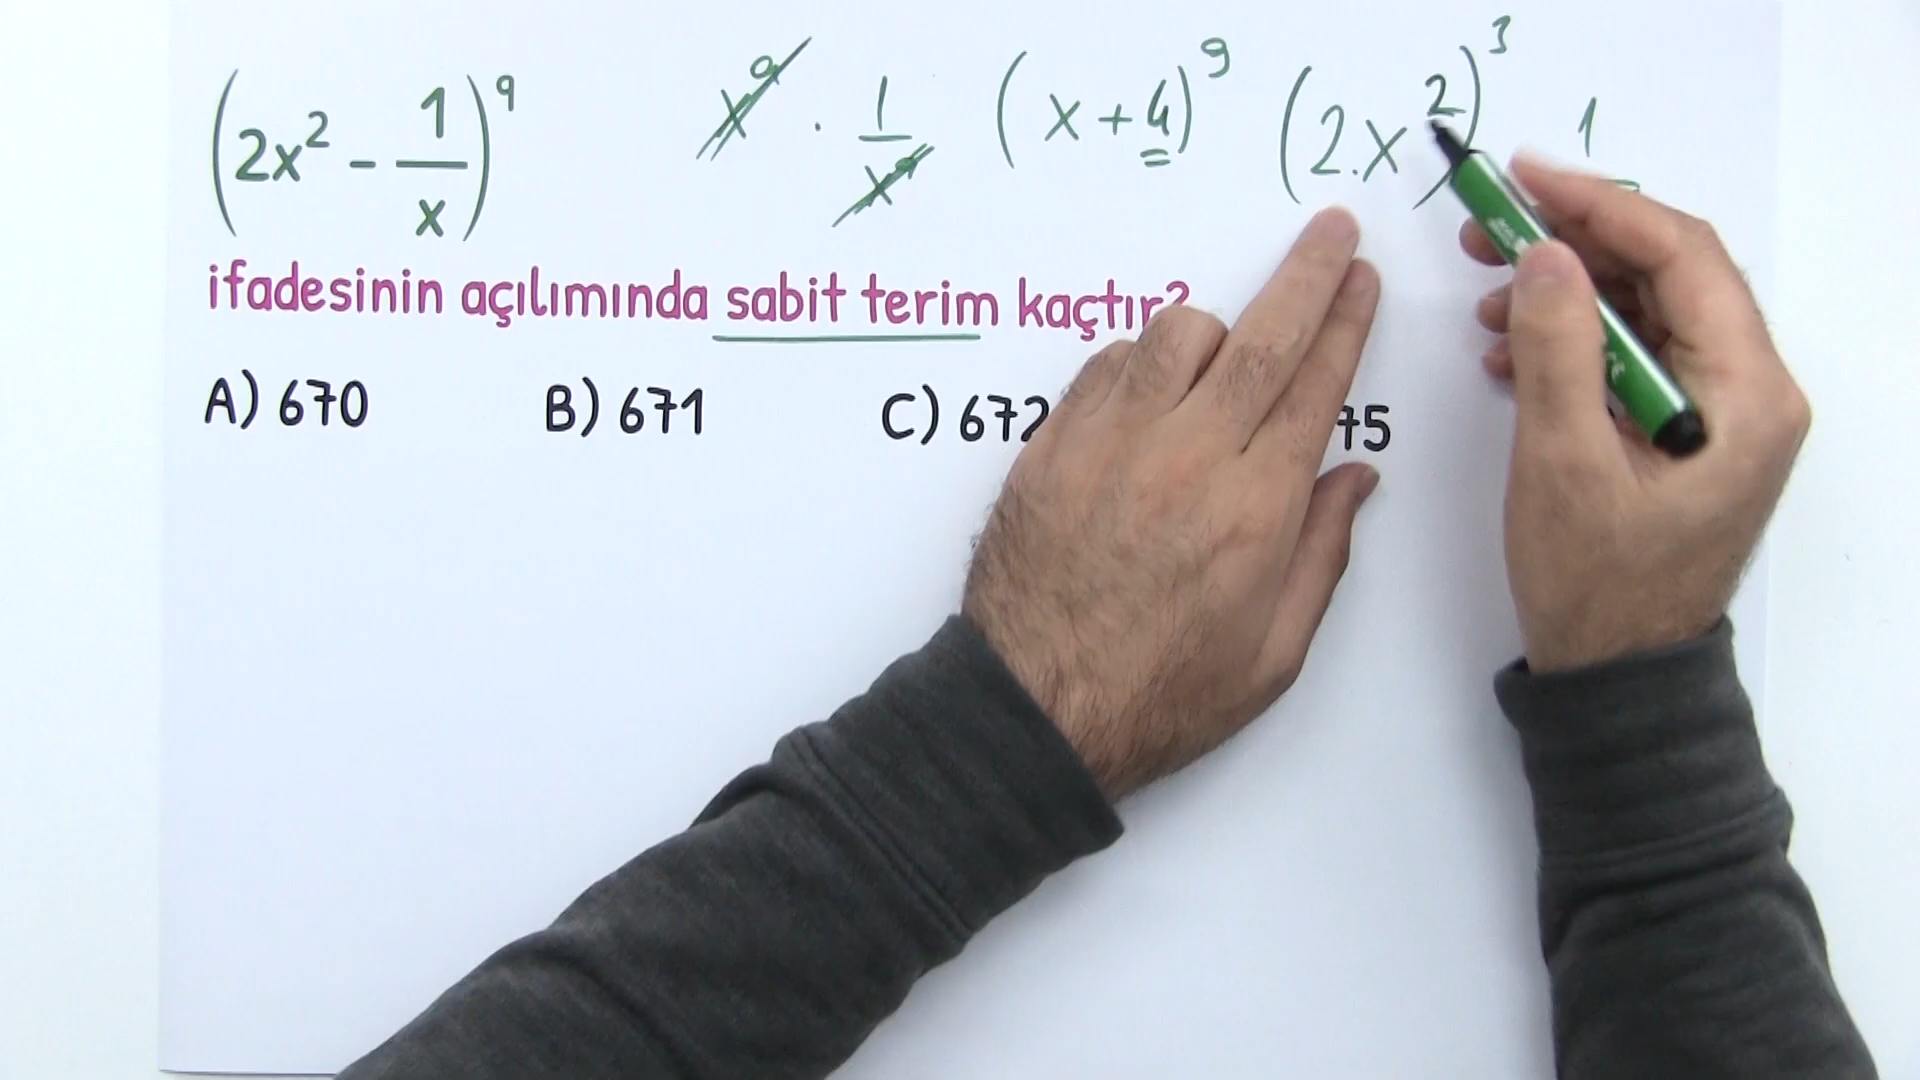 (2x² - 1/x)⁹ x⁹ · 1/x⁹ (x + 4)⁹ (2.x²)³ 1
ifadesinin açılımında sabit terim kaçtır?
A) 670 B) 671 C) 672 75